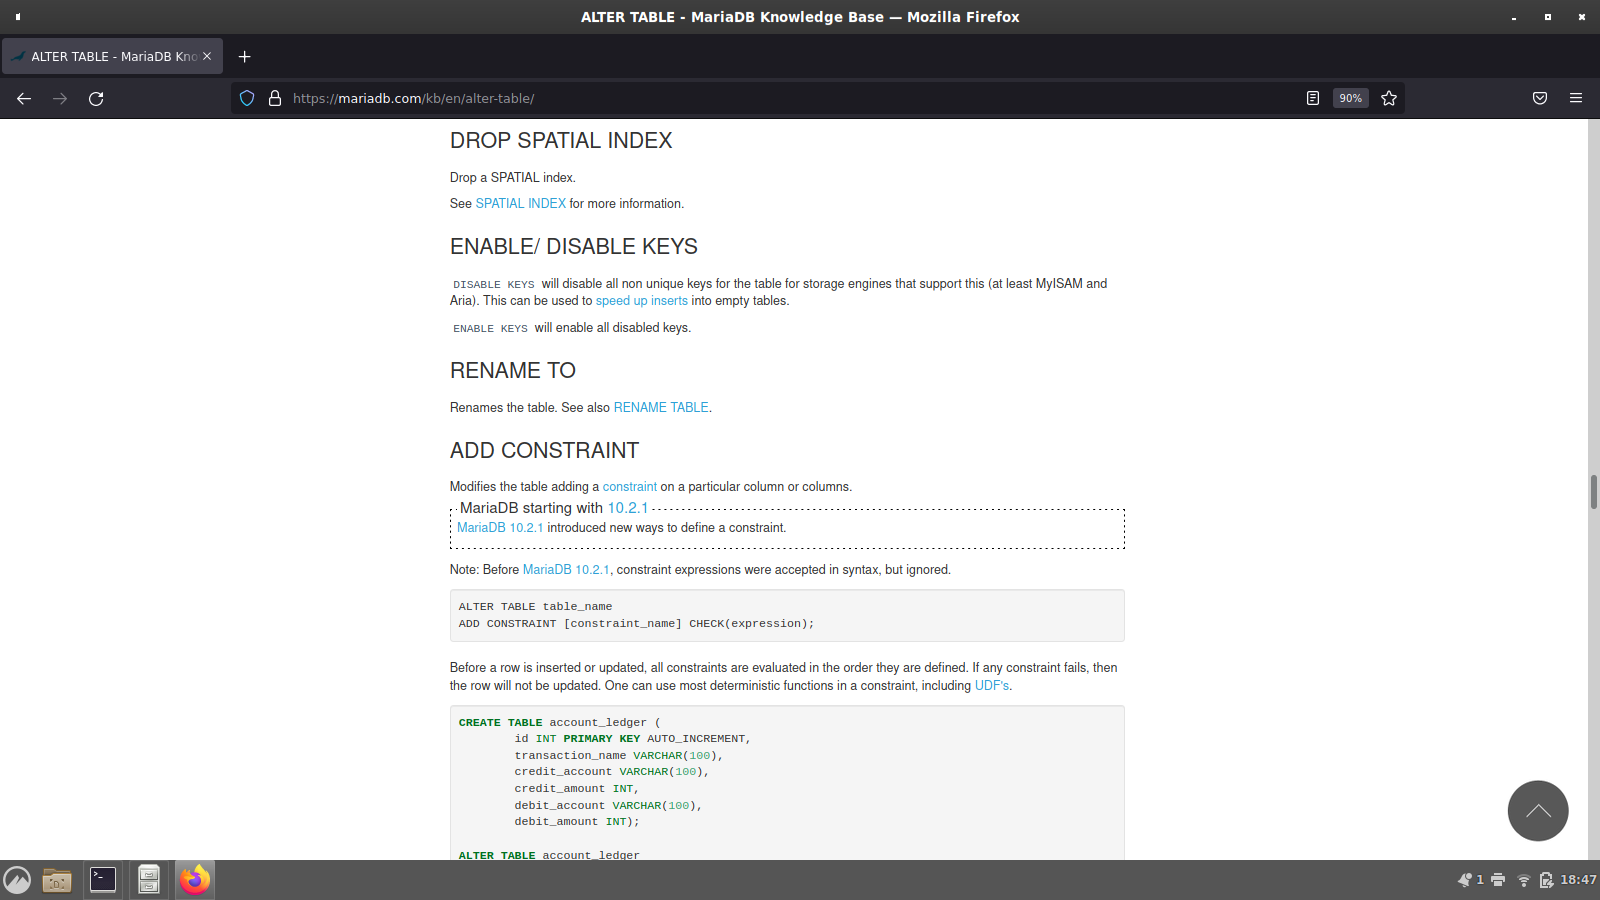 ALTER TABLE - MariaDB Knowledge Base — Mozilla Firefox
ALTER TABLE - MariaDB Kno
https://mariadb.com/kb/en/alter-table/
90%
DROP SPATIAL INDEX
Drop a SPATIAL index.
See SPATIAL INDEX for more information.
ENABLE/ DISABLE KEYS
DISABLE KEYS will disable all non unique keys for the table for storage engines that support this (at least MyISAM and
Aria). This can be used to speed up inserts into empty tables.
ENABLE KEYS will enable all disabled keys.
RENAME TO
Renames the table. See also RENAME TABLE.
ADD CONSTRAINT
Modifies the table adding a constraint on a particular column or columns.
MariaDB starting with 10.2.1
MariaDB 10.2.1 introduced new ways to define a constraint.
Note: Before MariaDB 10.2.1, constraint expressions were accepted in syntax, but ignored.
ALTER TABLE table_name
ADD CONSTRAINT [constraint_name] CHECK(expression);
Before a row is inserted or updated, all constraints are evaluated in the order they are defined. If any constraint fails, then
the row will not be updated. One can use most deterministic functions in a constraint, including UDF's.
CREATE TABLE account_ledger (
id INT PRIMARY KEY AUTO_INCREMENT,
transaction_name VARCHAR(100),
credit_account VARCHAR(100),
credit_amount INT,
debit_account VARCHAR(100),
debit_amount INT);
ALTER TABLE account_ledger
1
18:47